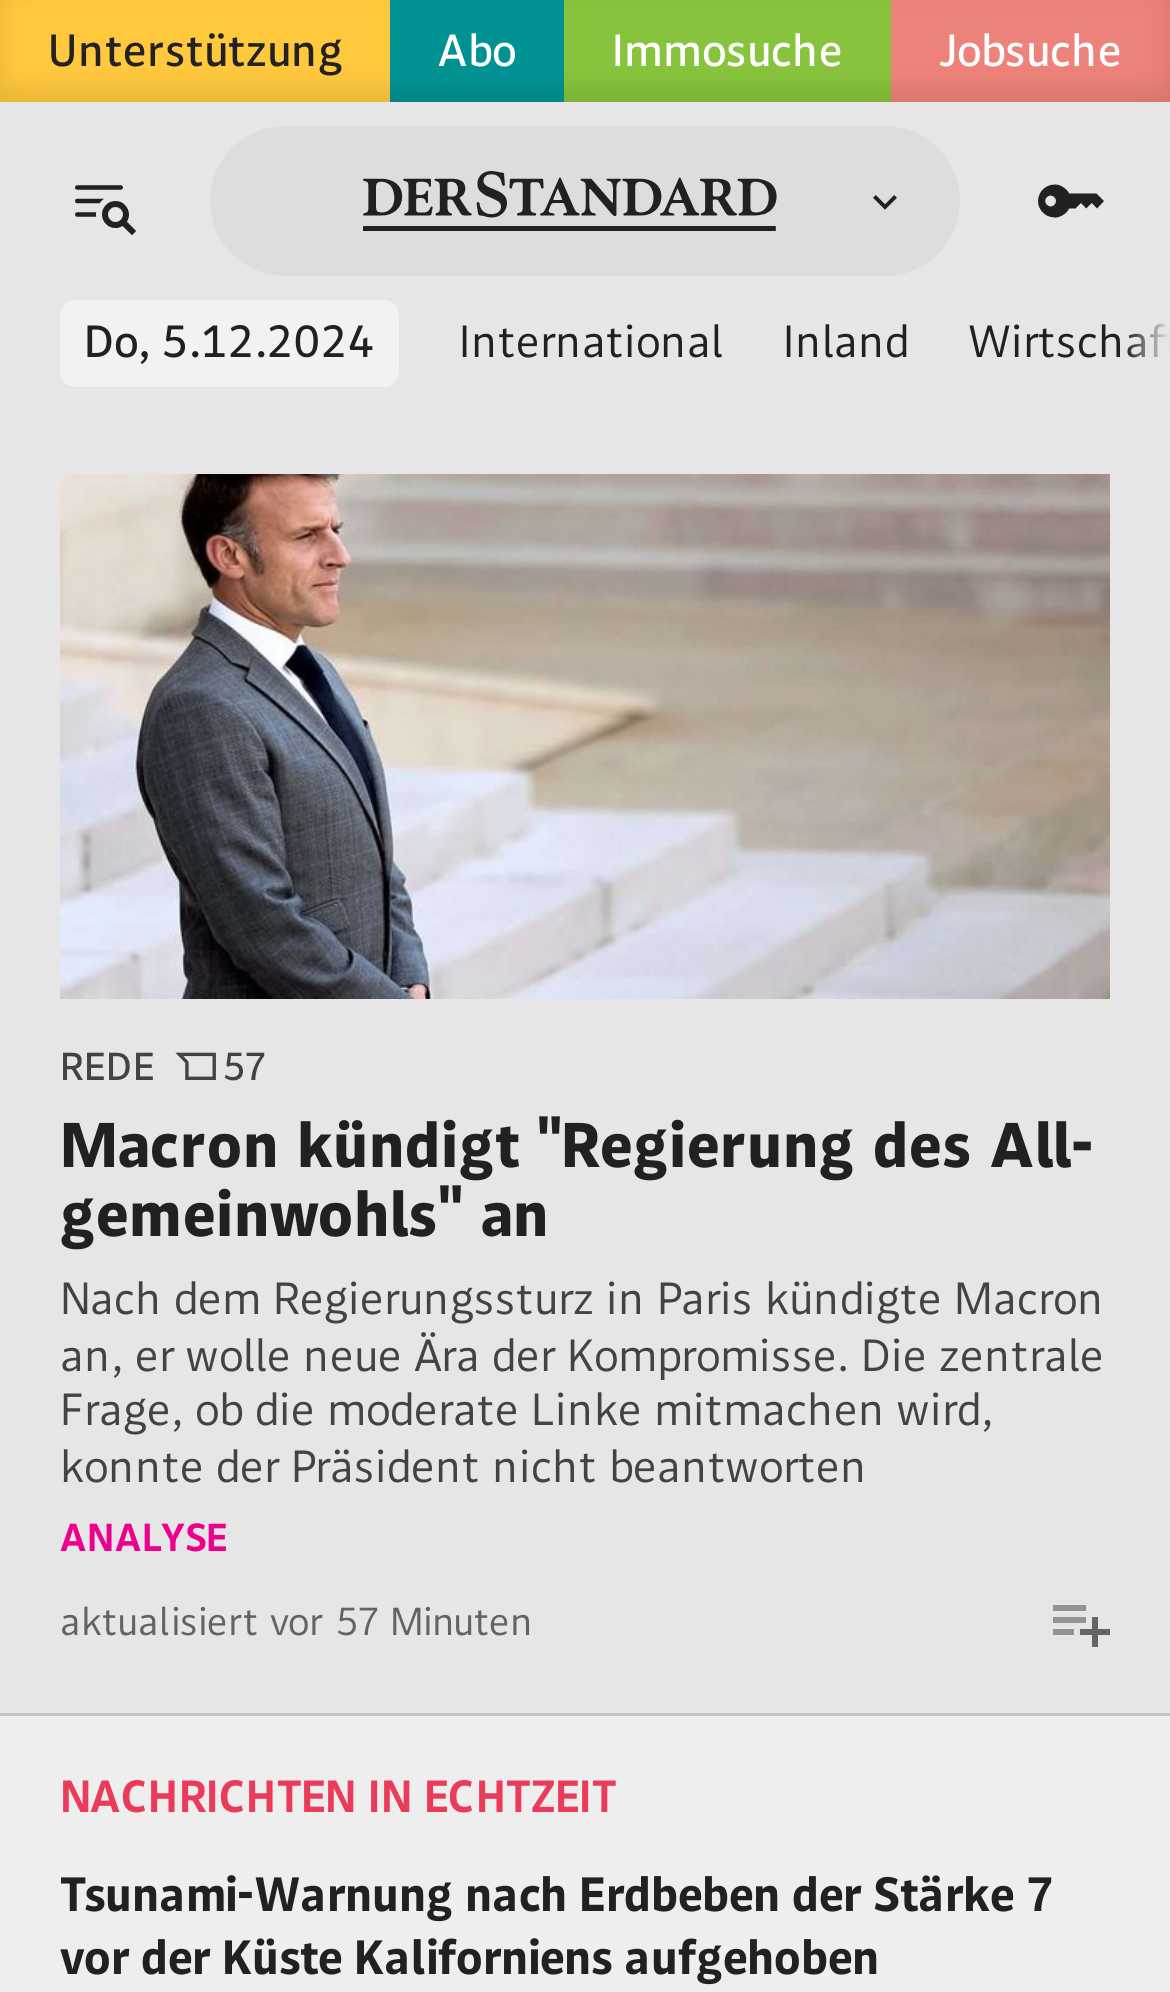 Unterstützung Abo Immosuche Jobsuche
DERSTANDARD
Do, 5.12.2024 International Inland Wirtschaf
REDE 57
Macron kündigt "Regierung des All-
gemeinwohls" an
Nach dem Regierungssturz in Paris kündigte Macron
an, er wolle neue Ära der Kompromisse. Die zentrale
Frage, ob die moderate Linke mitmachen wird,
konnte der Präsident nicht beantworten
ANALYSE
aktualisiert vor 57 Minuten
NACHRICHTEN IN ECHTZEIT
Tsunami-Warnung nach Erdbeben der Stärke 7
vor der Küste Kaliforniens aufgehoben